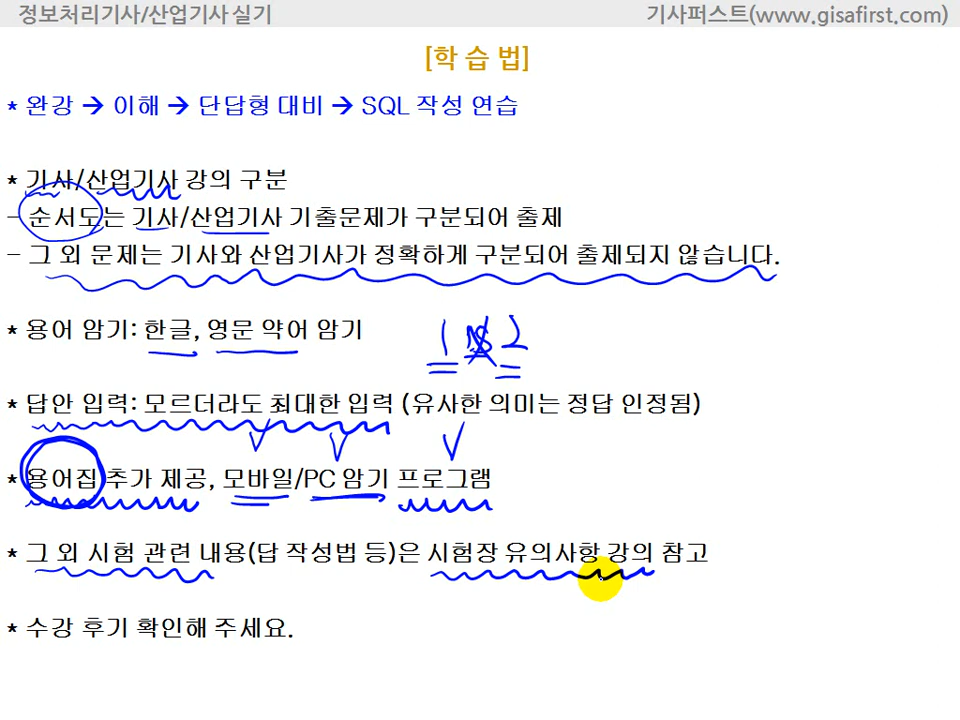 정보처리기사/산업기사 실기
기사퍼스트(www.gisafirst.com)
[학 습 법]
* 완강 → 이해 → 단답형 대비 → SQL 작성 연습
* 기사/산업기사 강의 구분
- 순서도는 기사/산업기사 기출문제가 구분되어 출제
- 그 외 문제는 기사와 산업기사가 정확하게 구분되어 출제되지 않습니다.
* 용어 암기: 한글, 영문 약어 암기
1 2
* 답안 입력: 모르더라도 최대한 입력 (유사한 의미는 정답 인정됨)
* 용어집 추가 제공, 모바일/PC 암기 프로그램
* 그 외 시험 관련 내용(답 작성법 등)은 시험장 유의사항 강의 참고
* 수강 후기 확인해 주세요.